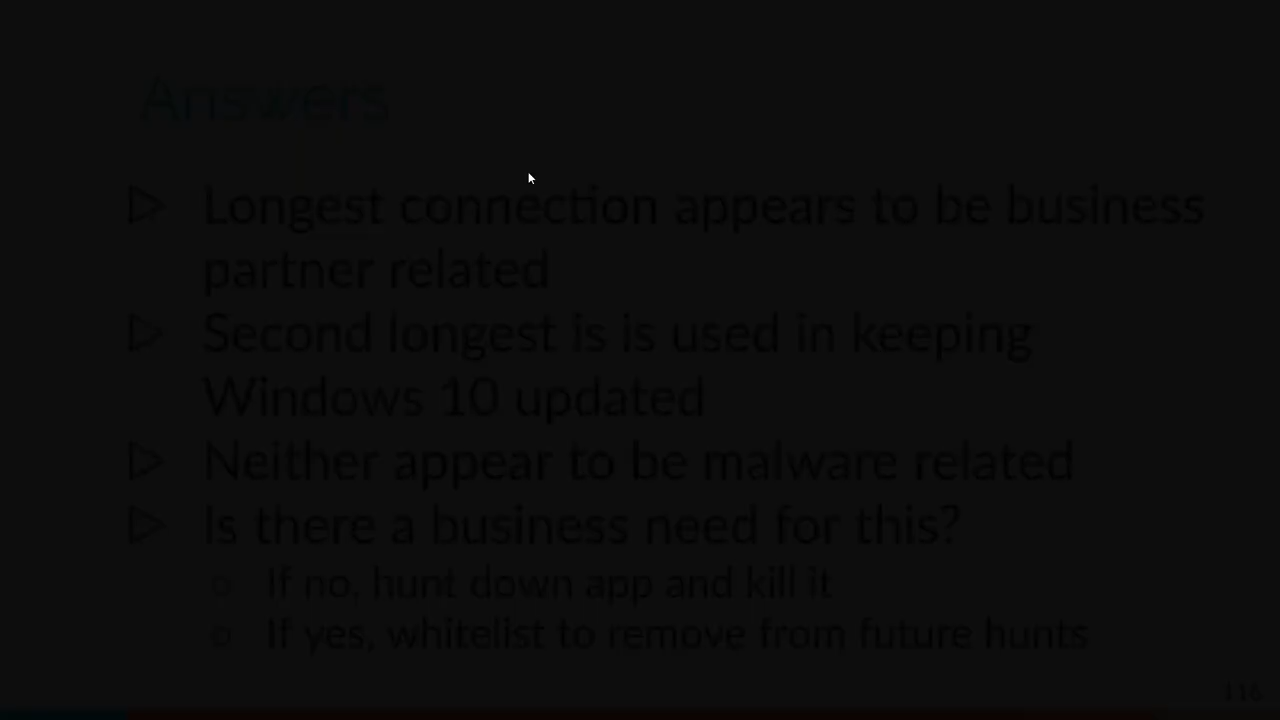 Answers
Longest connection appears to be business
partner related
Second longest is is used in keeping
Windows 10 updated
Neither appear to be malware related
Is there a business need for this?
If no, hunt down app and kill it
If yes, whitelist to remove from future hunts
116